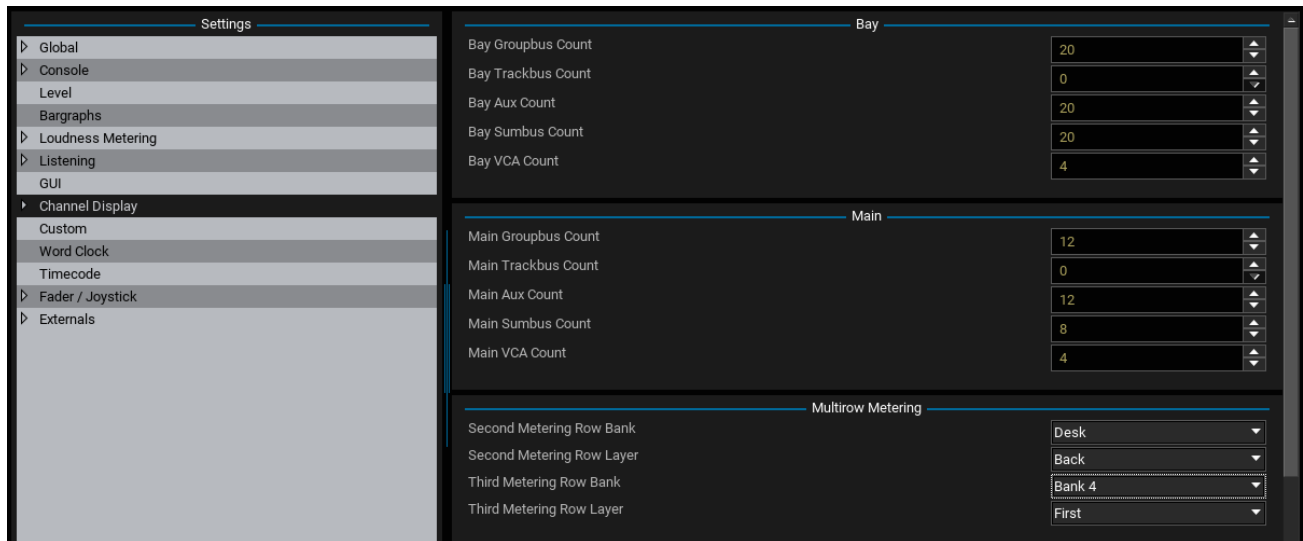 Settings
Global
Console
Level
Bargraphs
Loudness Metering
Listening
GUI
Channel Display
Custom
Word Clock
Timecode
Fader / Joystick
Externals
Bay
Bay Groupbus Count 20
Bay Trackbus Count 0
Bay Aux Count 20
Bay Sumbus Count 20
Bay VCA Count 4
Main
Main Groupbus Count 12
Main Trackbus Count 0
Main Aux Count 12
Main Sumbus Count 8
Main VCA Count 4
Multirow Metering
Second Metering Row Bank Desk
Second Metering Row Layer Back
Third Metering Row Bank Bank 4
Third Metering Row Layer First